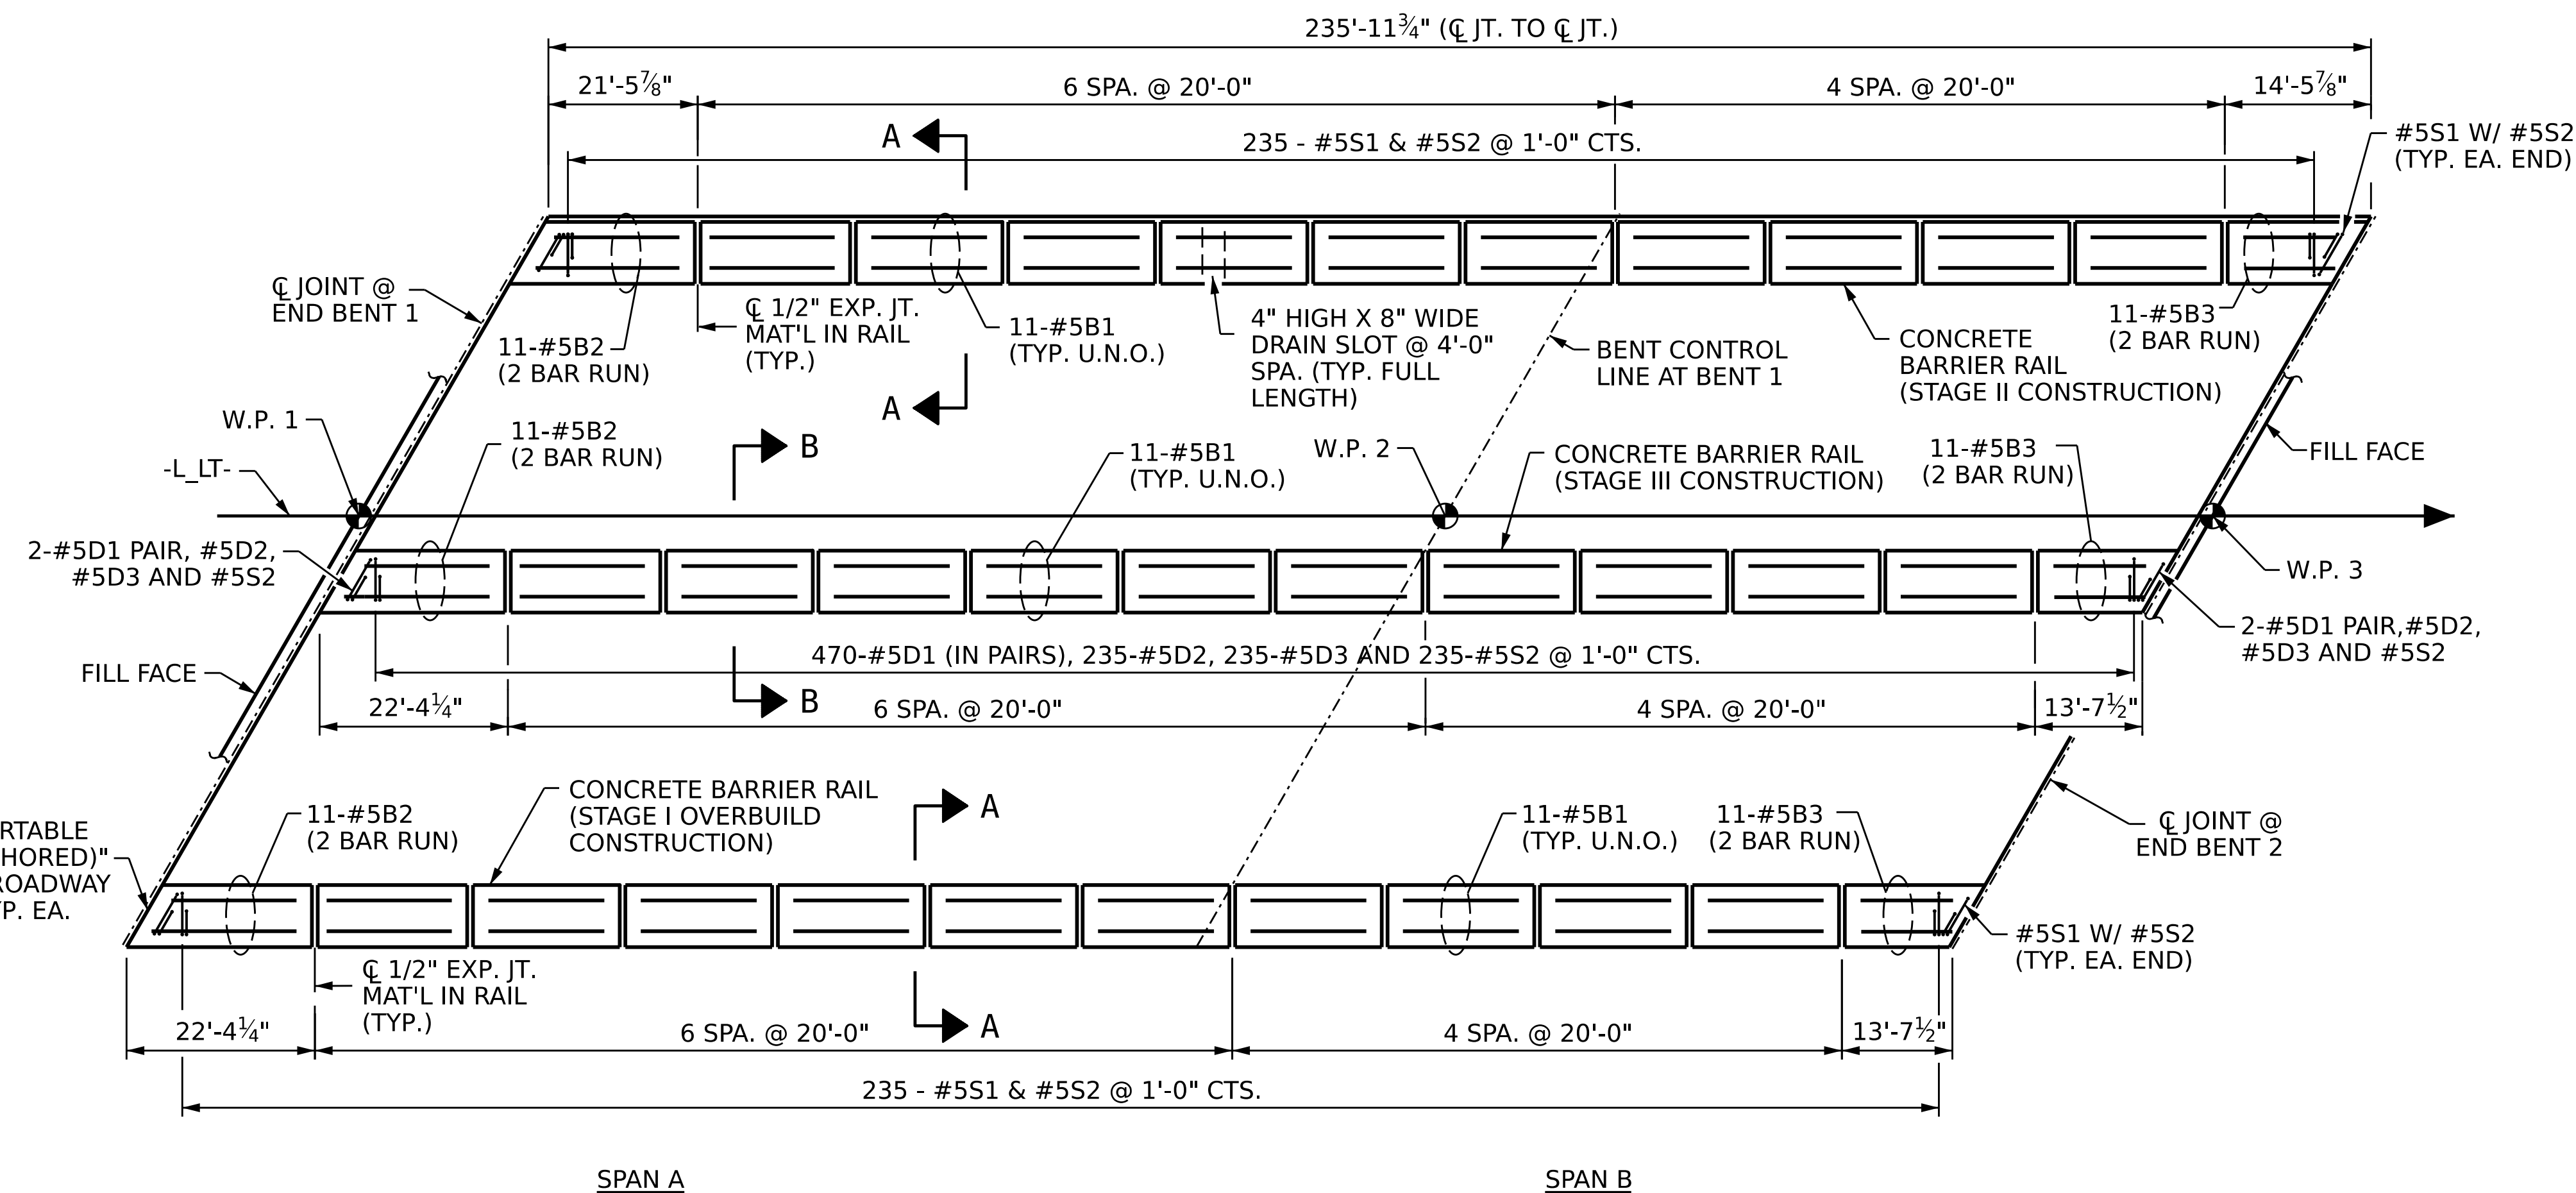 235'-11¾" (℄ JT. TO ℄ JT.)
21'-5⅞"
6 SPA. @ 20'-0"
4 SPA. @ 20'-0"
14'-5⅞"
235 - #5S1 & #5S2 @ 1'-0" CTS.
#5S1 W/ #5S2
(TYP. EA. END)
A
℄ JOINT @
END BENT 1
11-#5B2
(2 BAR RUN)
℄ 1/2" EXP. JT.
MAT'L IN RAIL
(TYP.)
11-#5B1
(TYP. U.N.O.)
4" HIGH X 8" WIDE
DRAIN SLOT @ 4'-0"
SPA. (TYP. FULL
LENGTH)
BENT CONTROL
LINE AT BENT 1
CONCRETE
BARRIER RAIL
(STAGE II CONSTRUCTION)
11-#5B3
(2 BAR RUN)
A
W.P. 1
-L_LT-
11-#5B2
(2 BAR RUN)
B
11-#5B1
(TYP. U.N.O.)
W.P. 2
CONCRETE BARRIER RAIL
(STAGE III CONSTRUCTION)
11-#5B3
(2 BAR RUN)
FILL FACE
2-#5D1 PAIR, #5D2,
#5D3 AND #5S2
W.P. 3
2-#5D1 PAIR,#5D2,
#5D3 AND #5S2
470-#5D1 (IN PAIRS), 235-#5D2, 235-#5D3 AND 235-#5S2 @ 1'-0" CTS.
FILL FACE
B
22'-4¼"
6 SPA. @ 20'-0"
4 SPA. @ 20'-0"
13'-7½"
RTABLE
HORED)"
ROADWAY
P. EA.
11-#5B2
(2 BAR RUN)
CONCRETE BARRIER RAIL
(STAGE I OVERBUILD
CONSTRUCTION)
A
11-#5B1
(TYP. U.N.O.)
11-#5B3
(2 BAR RUN)
℄ JOINT @
END BENT 2
#5S1 W/ #5S2
(TYP. EA. END)
℄ 1/2" EXP. JT.
MAT'L IN RAIL
(TYP.)
A
22'-4¼"
6 SPA. @ 20'-0"
4 SPA. @ 20'-0"
13'-7½"
235 - #5S1 & #5S2 @ 1'-0" CTS.
SPAN A
SPAN B